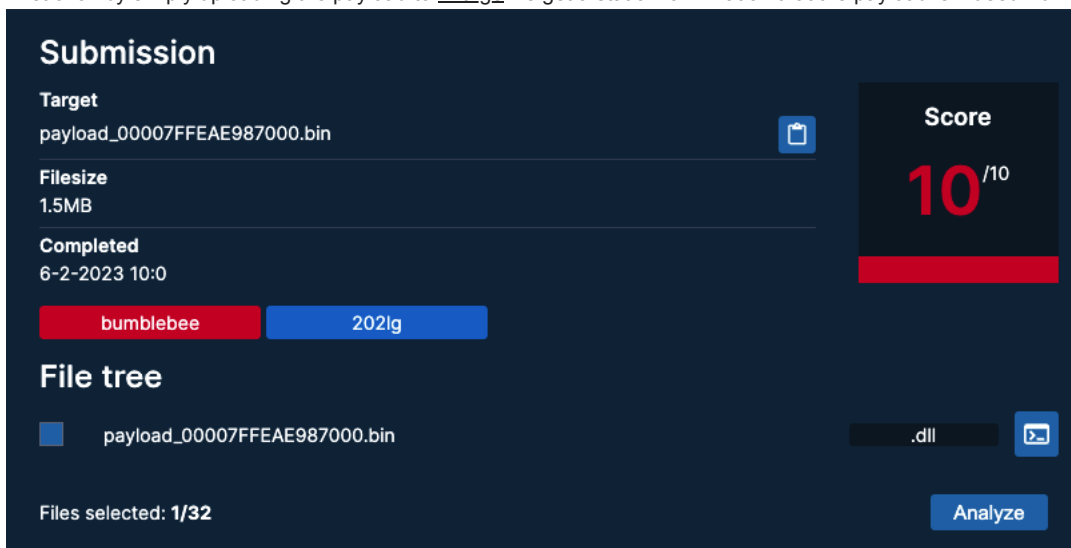 Submission
Target
payload_00007FFEAE987000.bin
Filesize
1.5MB
Completed
6-2-2023 10:0
bumblebee 202lg
Score
10/10
File tree
payload_00007FFEAE987000.bin .dll
Files selected: 1/32 Analyze